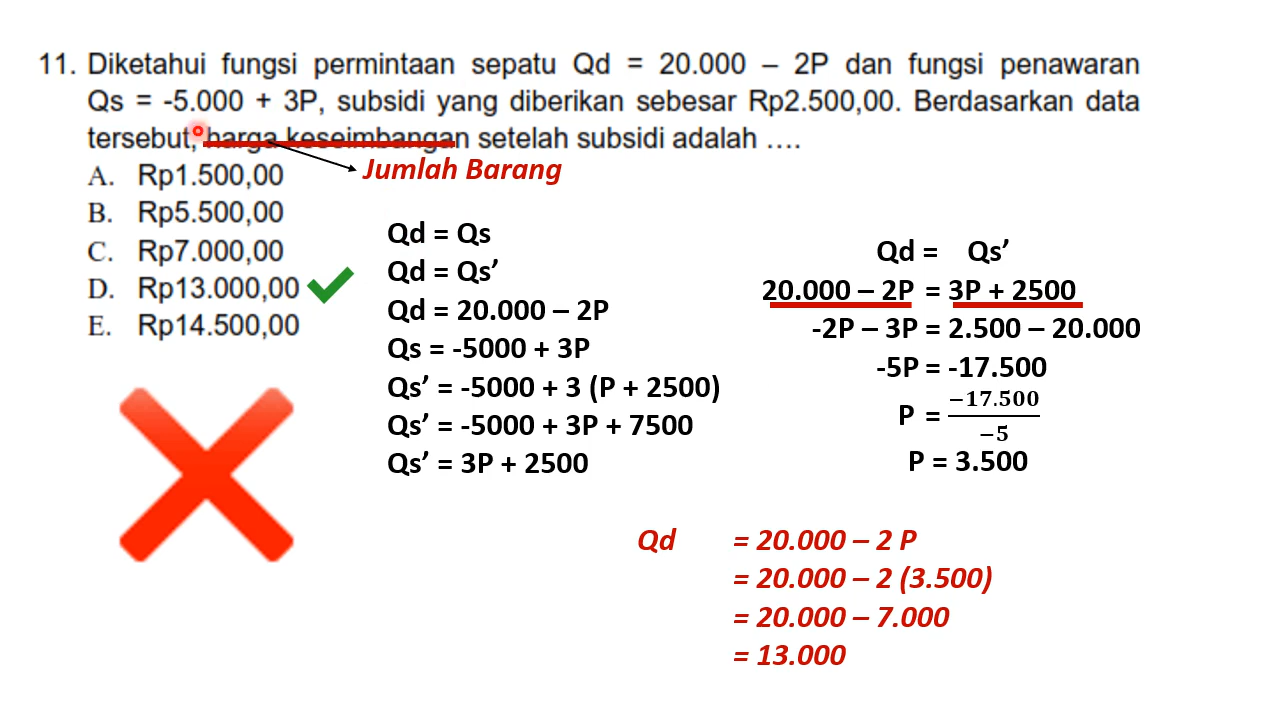 11. Diketahui fungsi permintaan sepatu Qd = 20.000 – 2P dan fungsi penawaran
Qs = -5.000 + 3P, subsidi yang diberikan sebesar Rp2.500,00. Berdasarkan data
tersebut, harga keseimbangan setelah subsidi adalah ….
Jumlah Barang
A. Rp1.500,00
B. Rp5.500,00
C. Rp7.000,00
D. Rp13.000,00
E. Rp14.500,00
Qd = Qs
Qd = Qs’
Qd = 20.000 – 2P
Qs = -5000 + 3P
Qs’ = -5000 + 3 (P + 2500)
Qs’ = -5000 + 3P + 7500
Qs’ = 3P + 2500
Qd = Qs’
20.000 – 2P = 3P + 2500
-2P – 3P = 2.500 – 20.000
-5P = -17.500
P = −17.500
−5
P = 3.500
Qd = 20.000 – 2 P
= 20.000 – 2 (3.500)
= 20.000 – 7.000
= 13.000